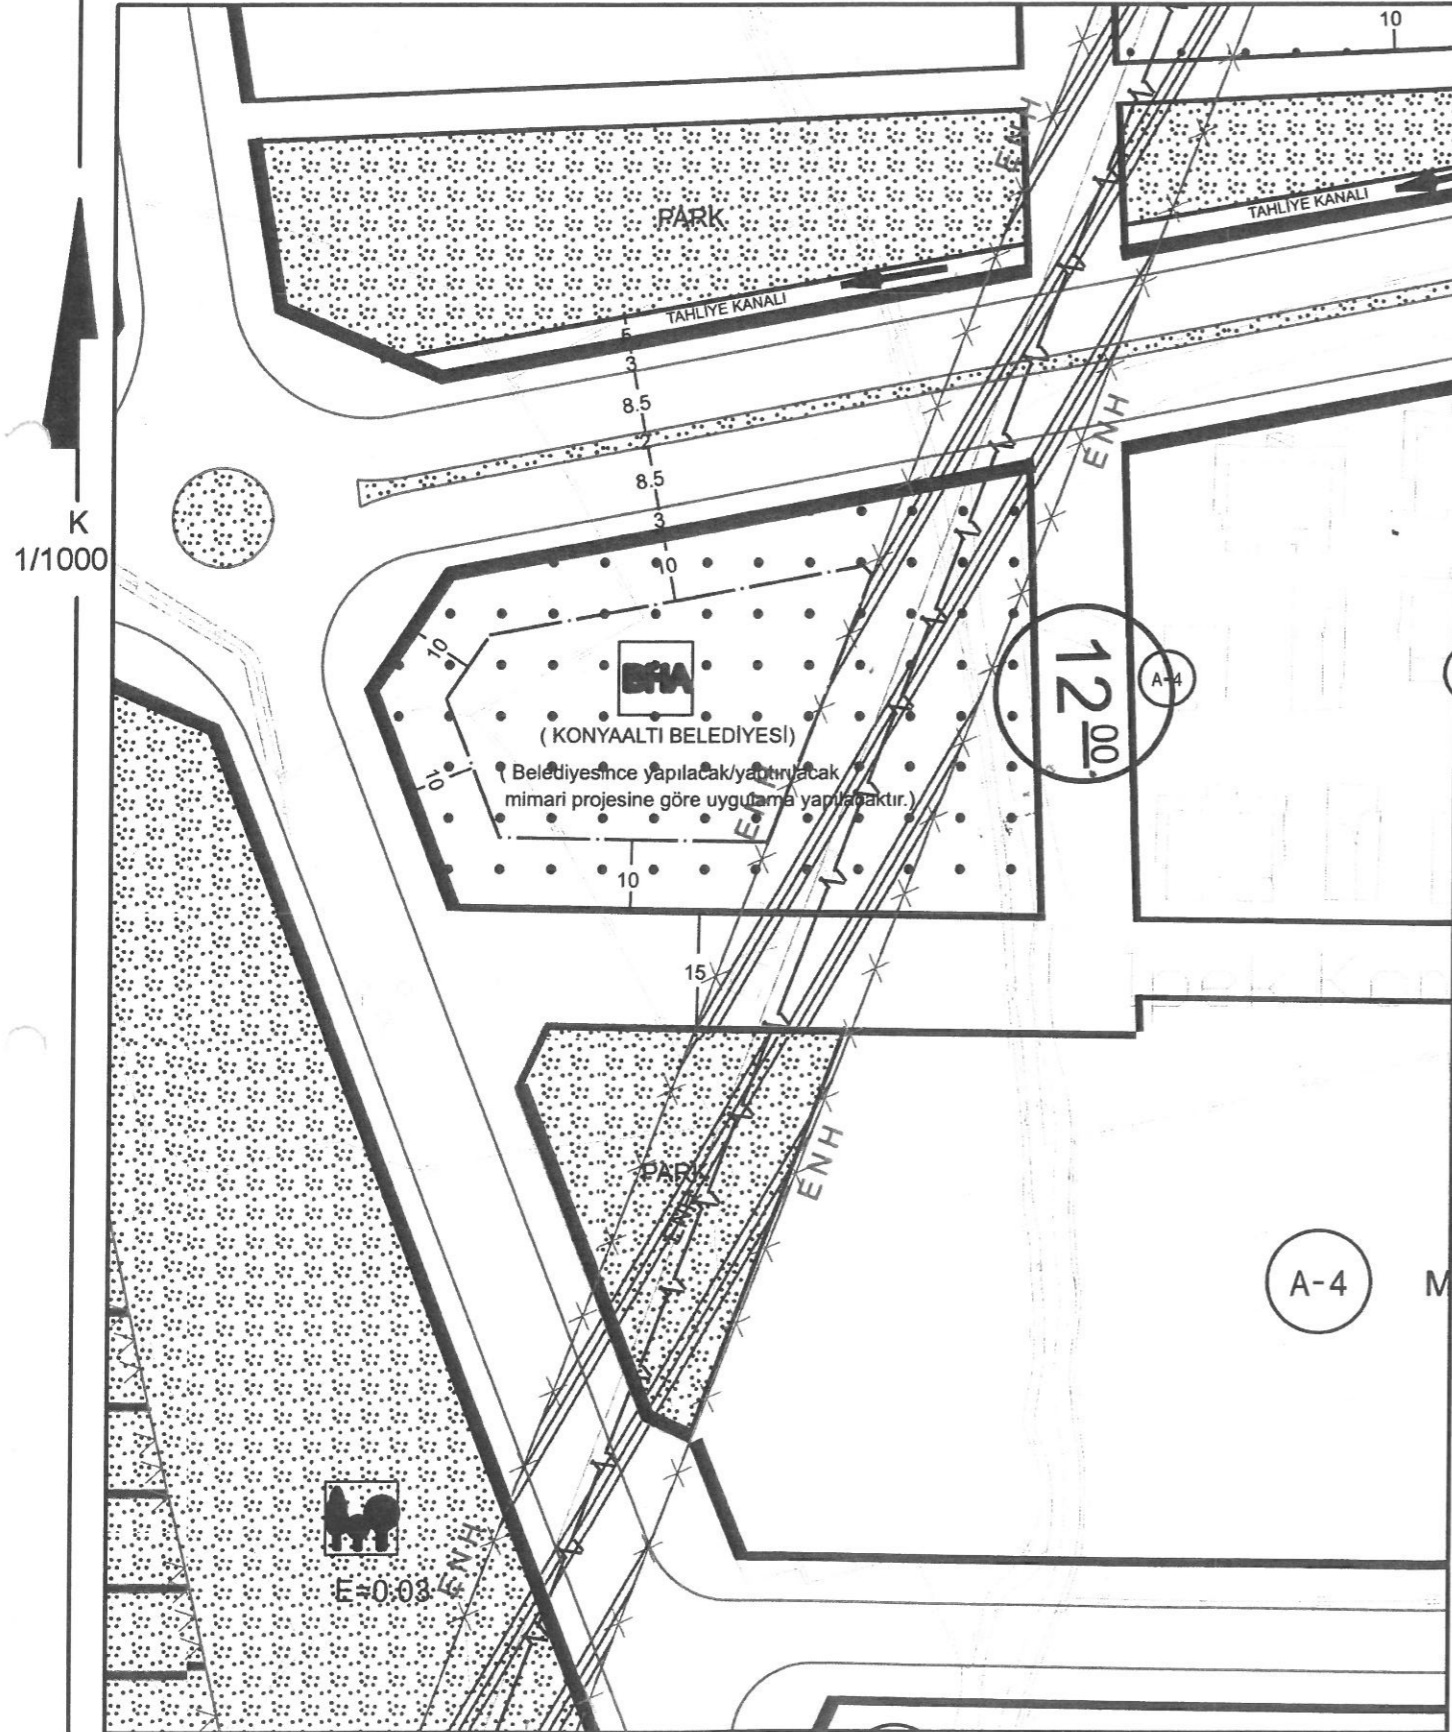 10
ENH
PARK
TAHLİYE KANALI
TAHLİYE KANALI
5
3
8.5
2
8.5
3
10
ENH
K
1/1000
10
BHA
( KONYAALTI BELEDİYESİ)
( Belediyesince yapılacak/yaptırılacak
mimari projesine göre uygulama yapılacaktır.)
10
ENH
12.00
A-4
10
15
PARK
ENH
ENH
A-4
M
ENH
E=0.03